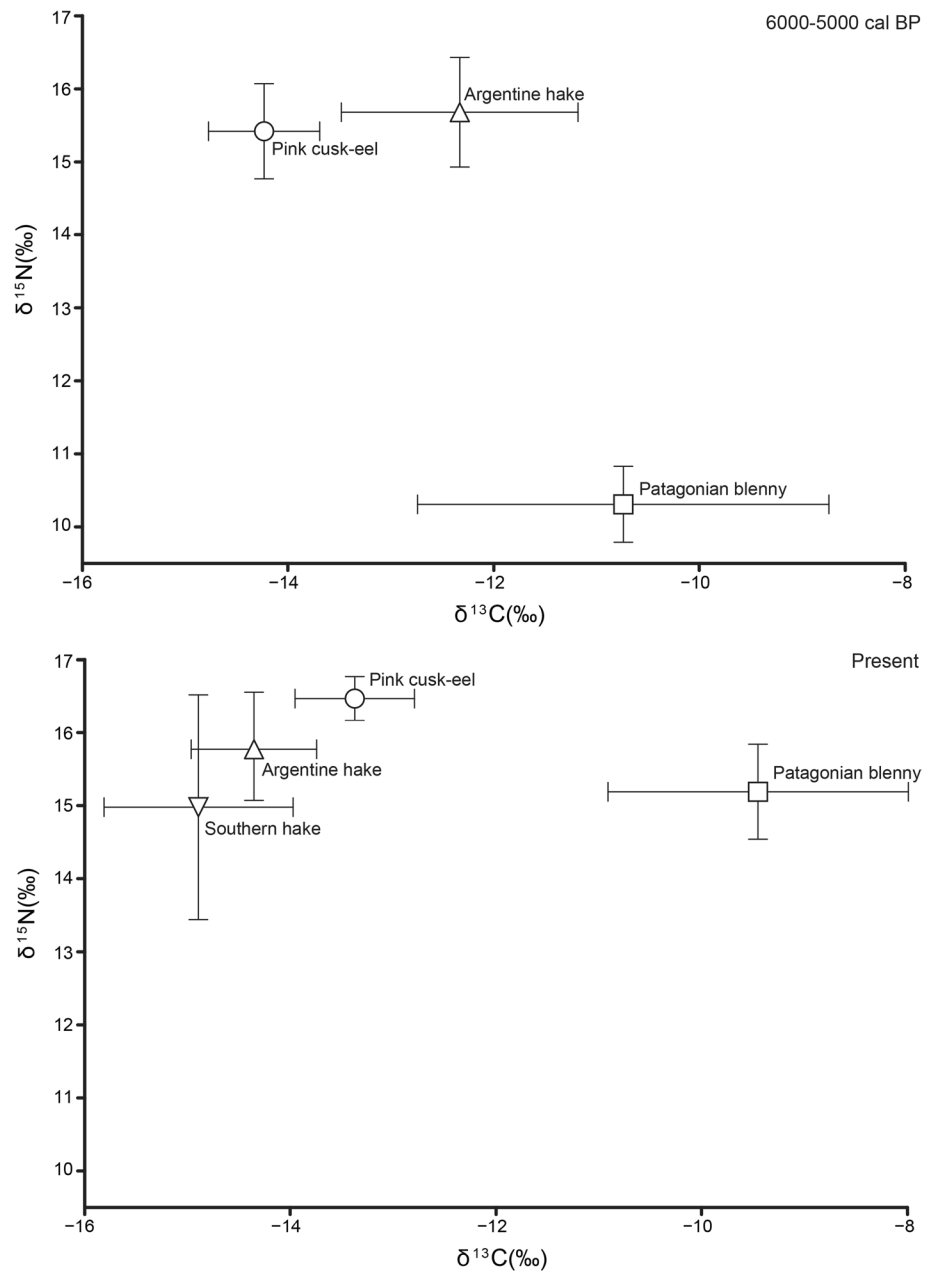 6000-5000 cal BP
17
16
15
14
13
12
11
10
δ¹⁵N(‰)
Argentine hake
Pink cusk-eel
Patagonian blenny
−16
−14
−12
−10
−8
δ¹³C(‰)
Present
17
16
15
14
13
12
11
10
δ¹⁵N(‰)
Pink cusk-eel
Argentine hake
Patagonian blenny
Southern hake
−16
−14
−12
−10
−8
δ¹³C(‰)